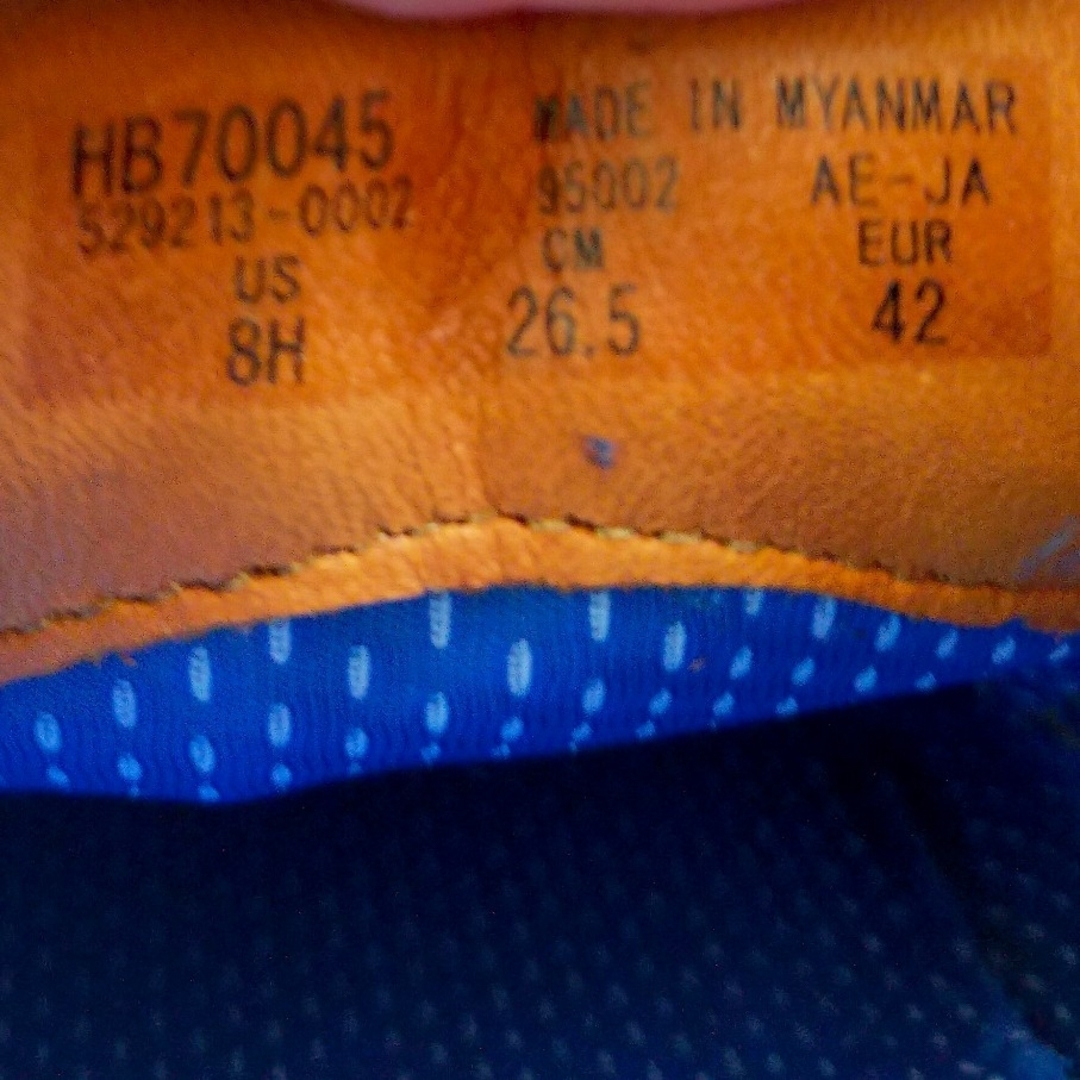 HB70045 MADE IN MYANMAR
529213-0002 95002 AE-JA
US CM EUR
8H 26.5 42